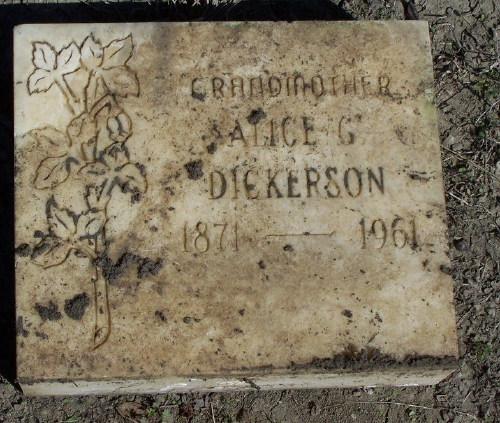 GRANDMOTHER
ALICE G
DICKERSON
1871 — 1961